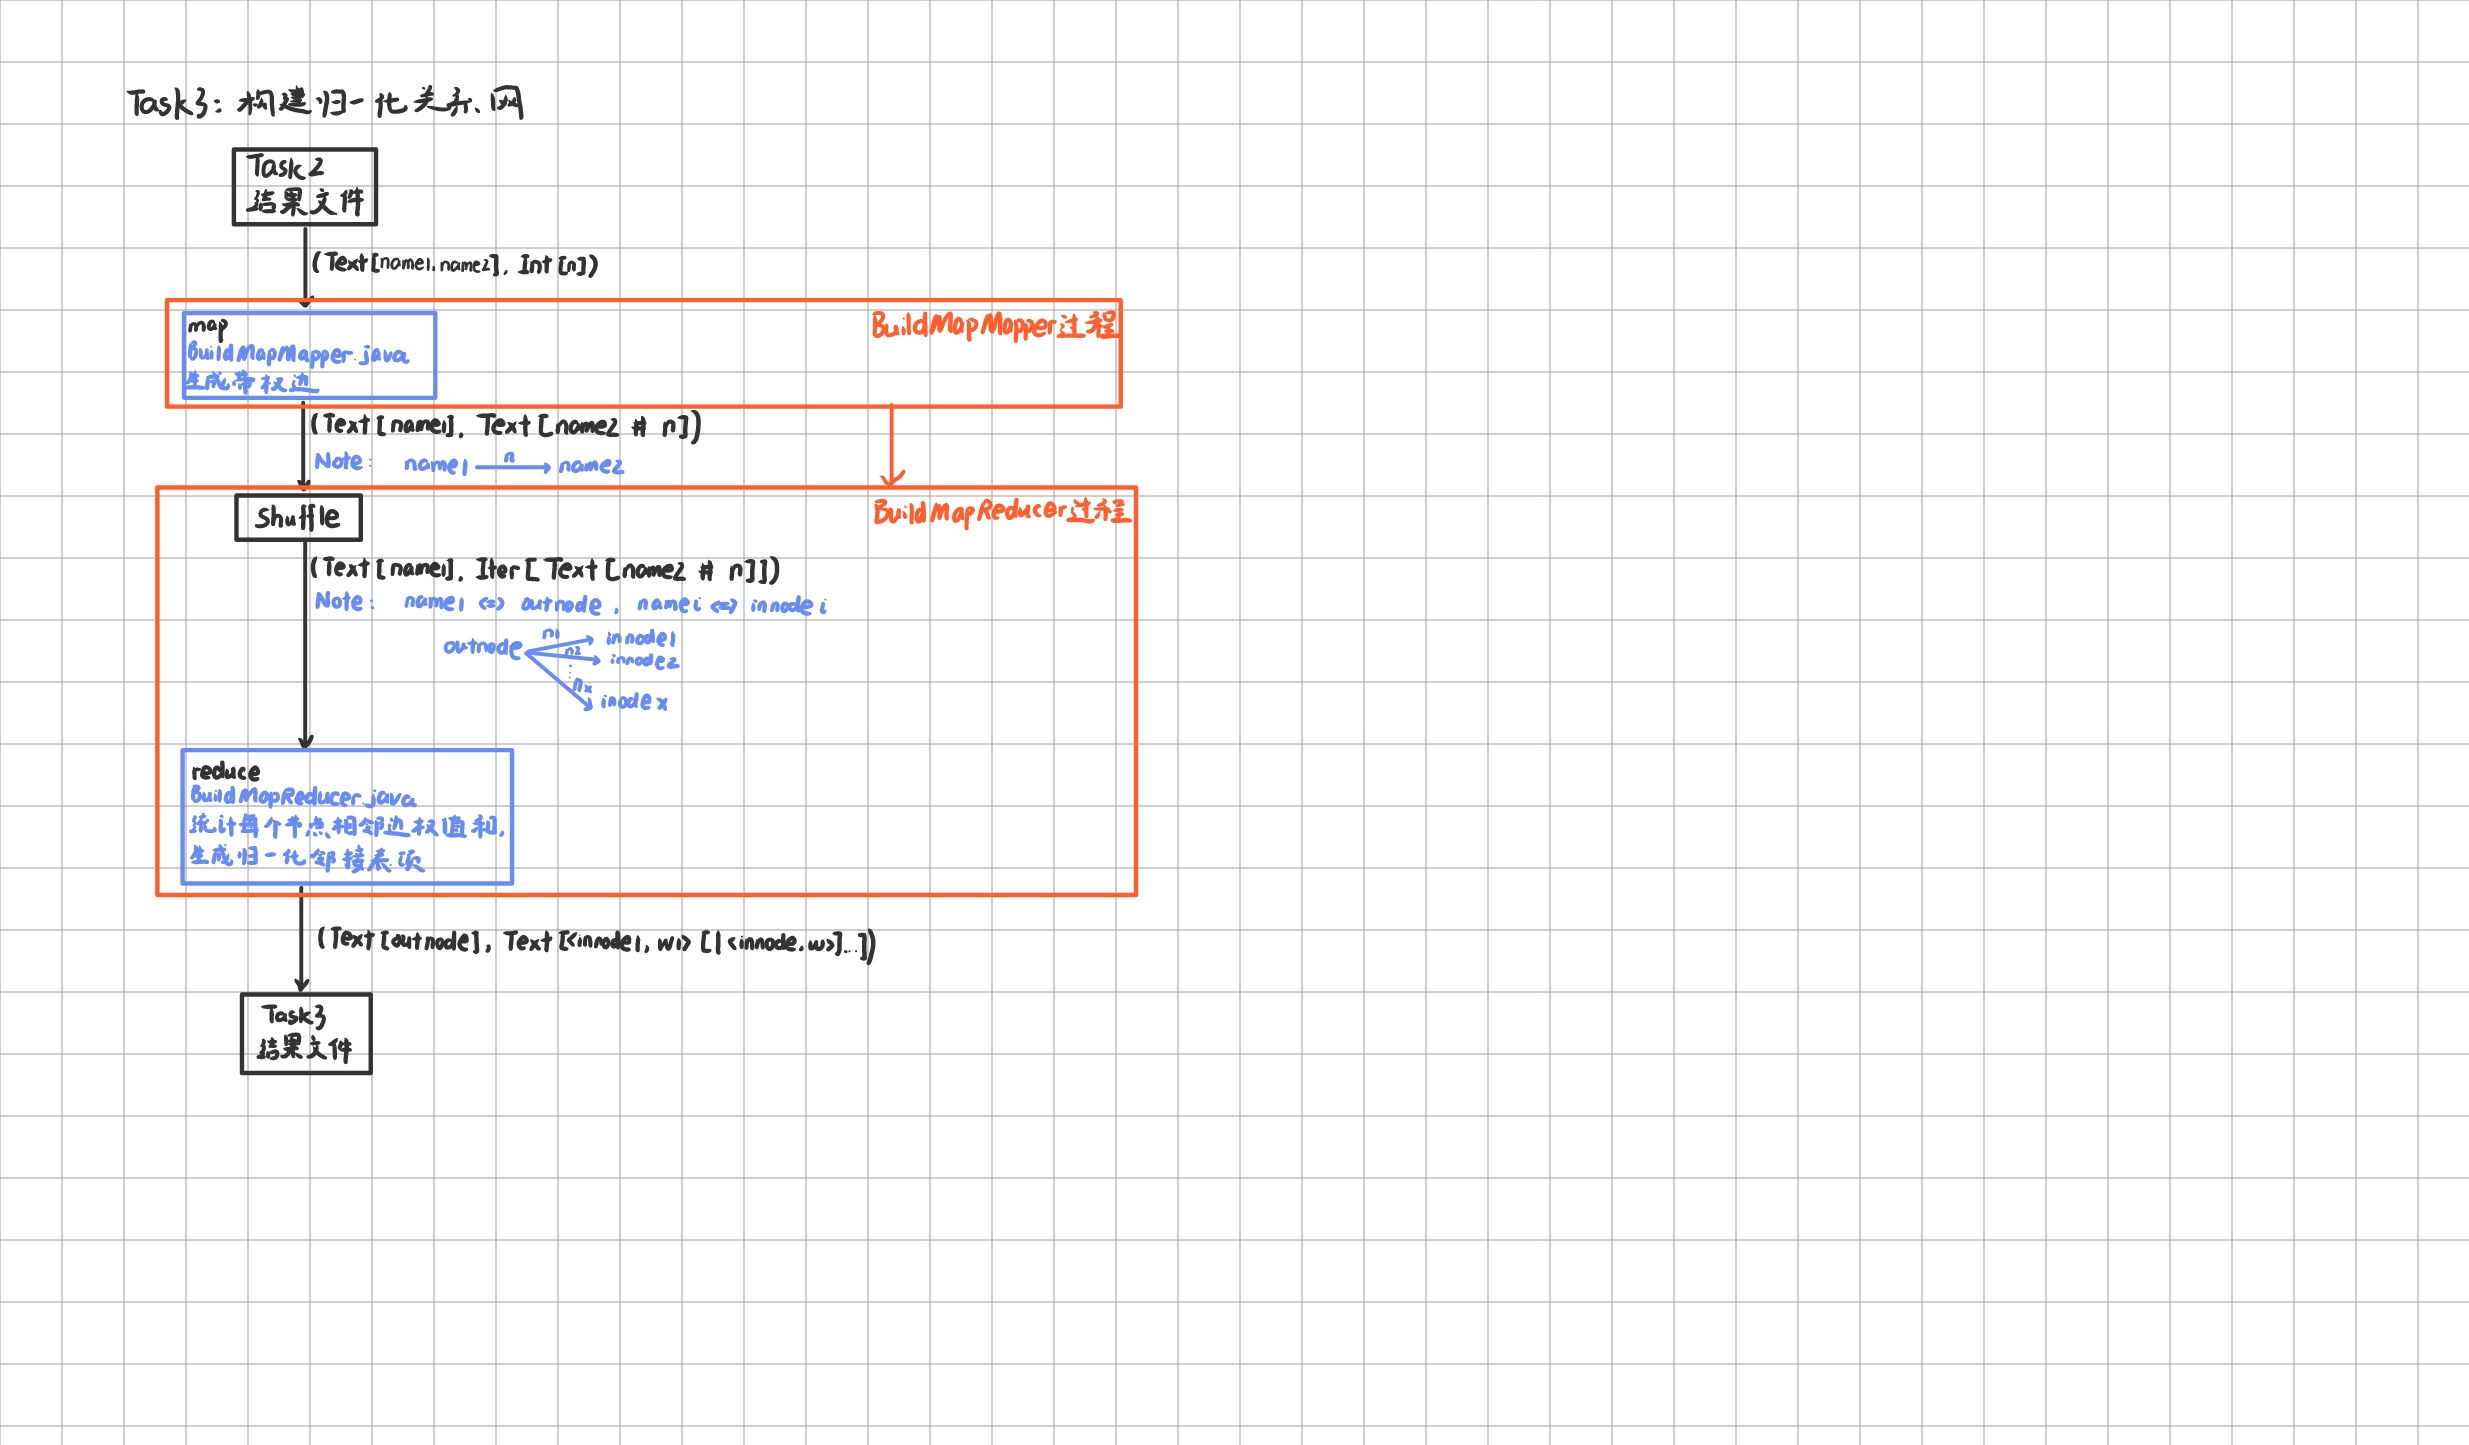 Task3: 构建归一化关系网
Task2
结果文件
(Text[name1, name2], Int[n])
BuildMapMapper过程
map
BuildMapMapper.java
生成带权边
(Text[name1], Text[name2 # n])
Note: name1 n name2
BuildMapReducer过程
Shuffle
(Text[name1], Iter[Text[name2 # n]])
Note: name1 <=> outnode, namei <=> innodei
outnode n1 innode1
n2 innode2
⋮
nx inodex
reduce
BuildMapReducer.java
统计每个节点相邻边权值和,
生成归一化邻接表项
(Text[outnode], Text[<innode1, w1> [|<innode, w>]...])
Task3
结果文件